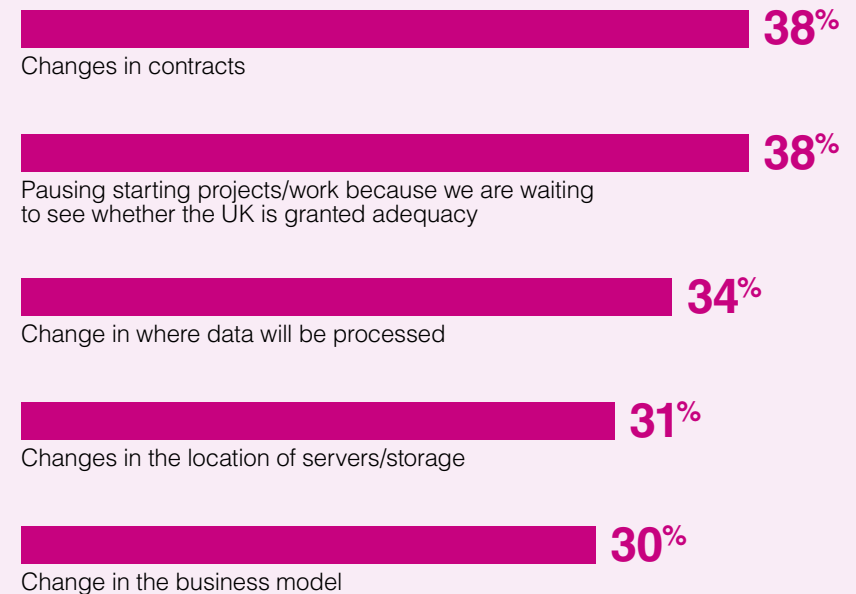 38%
Changes in contracts
38%
Pausing starting projects/work because we are waiting
to see whether the UK is granted adequacy
34%
Change in where data will be processed
31%
Changes in the location of servers/storage
30%
Change in the business model